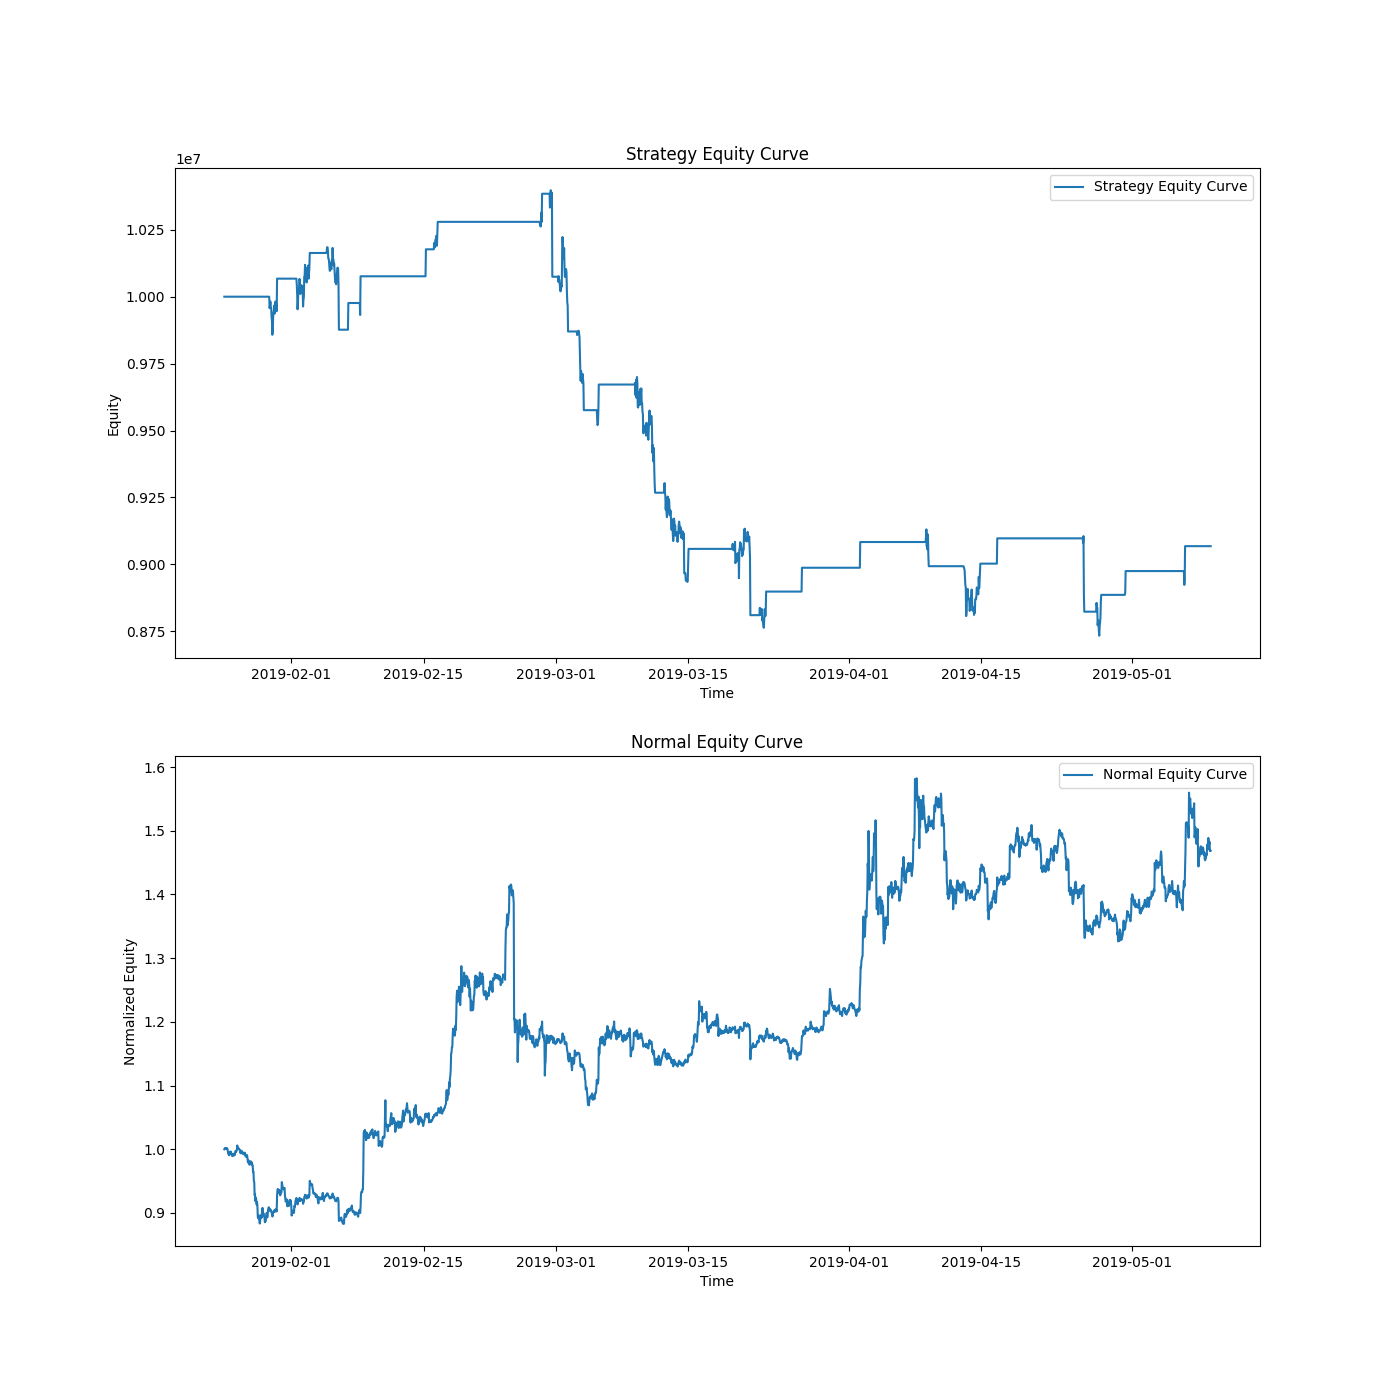 Strategy Equity Curve
1e7
Strategy Equity Curve
1.025
1.000
0.975
0.950
0.925
0.900
0.875
Equity
2019-02-01 2019-02-15 2019-03-01 2019-03-15 2019-04-01 2019-04-15 2019-05-01
Time
Normal Equity Curve
Normal Equity Curve
1.6
1.5
1.4
1.3
1.2
1.1
1.0
0.9
Normalized Equity
2019-02-01 2019-02-15 2019-03-01 2019-03-15 2019-04-01 2019-04-15 2019-05-01
Time